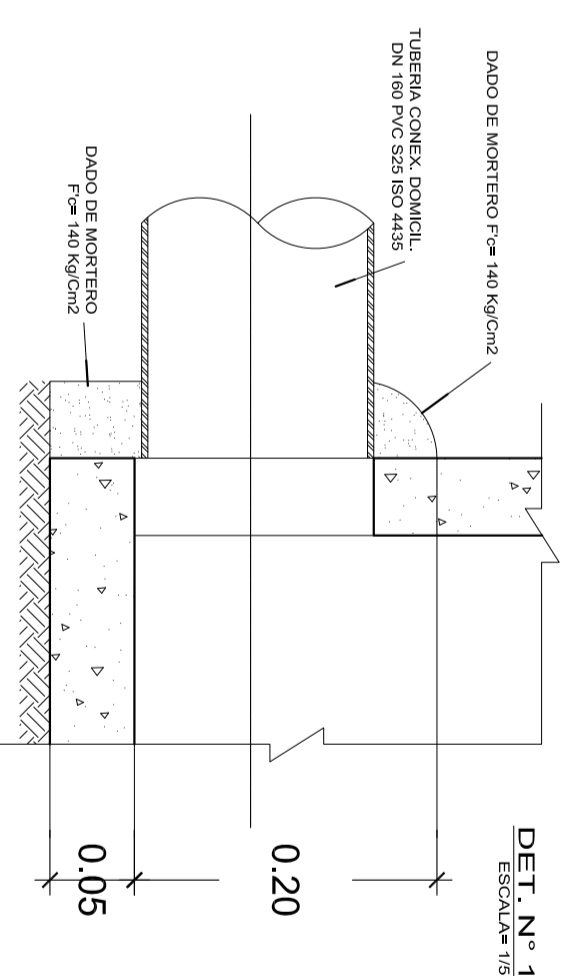 DADO DE MORTERO F'c= 140 Kg/Cm2
TUBERIA CONEX. DOMICIL.
DN 160 PVC S25 ISO 4435
DADO DE MORTERO
F'c= 140 Kg/Cm2
0.20
0.05
DET. N° 1
ESCALA= 1/5